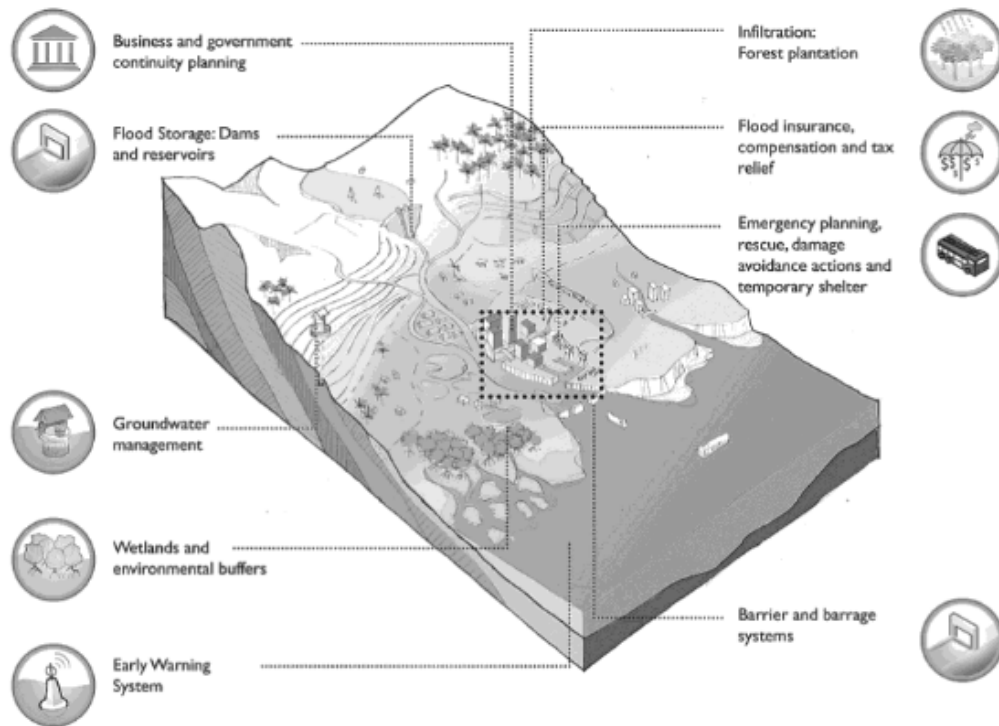 Business and government
continuity planning
Flood Storage: Dams
and reservoirs
Groundwater
management
Wetlands and
environmental buffers
Early Warning
System
Infiltration:
Forest plantation
Flood insurance,
compensation and tax
relief
Emergency planning,
rescue, damage
avoidance actions and
temporary shelter
Barrier and barrage
systems